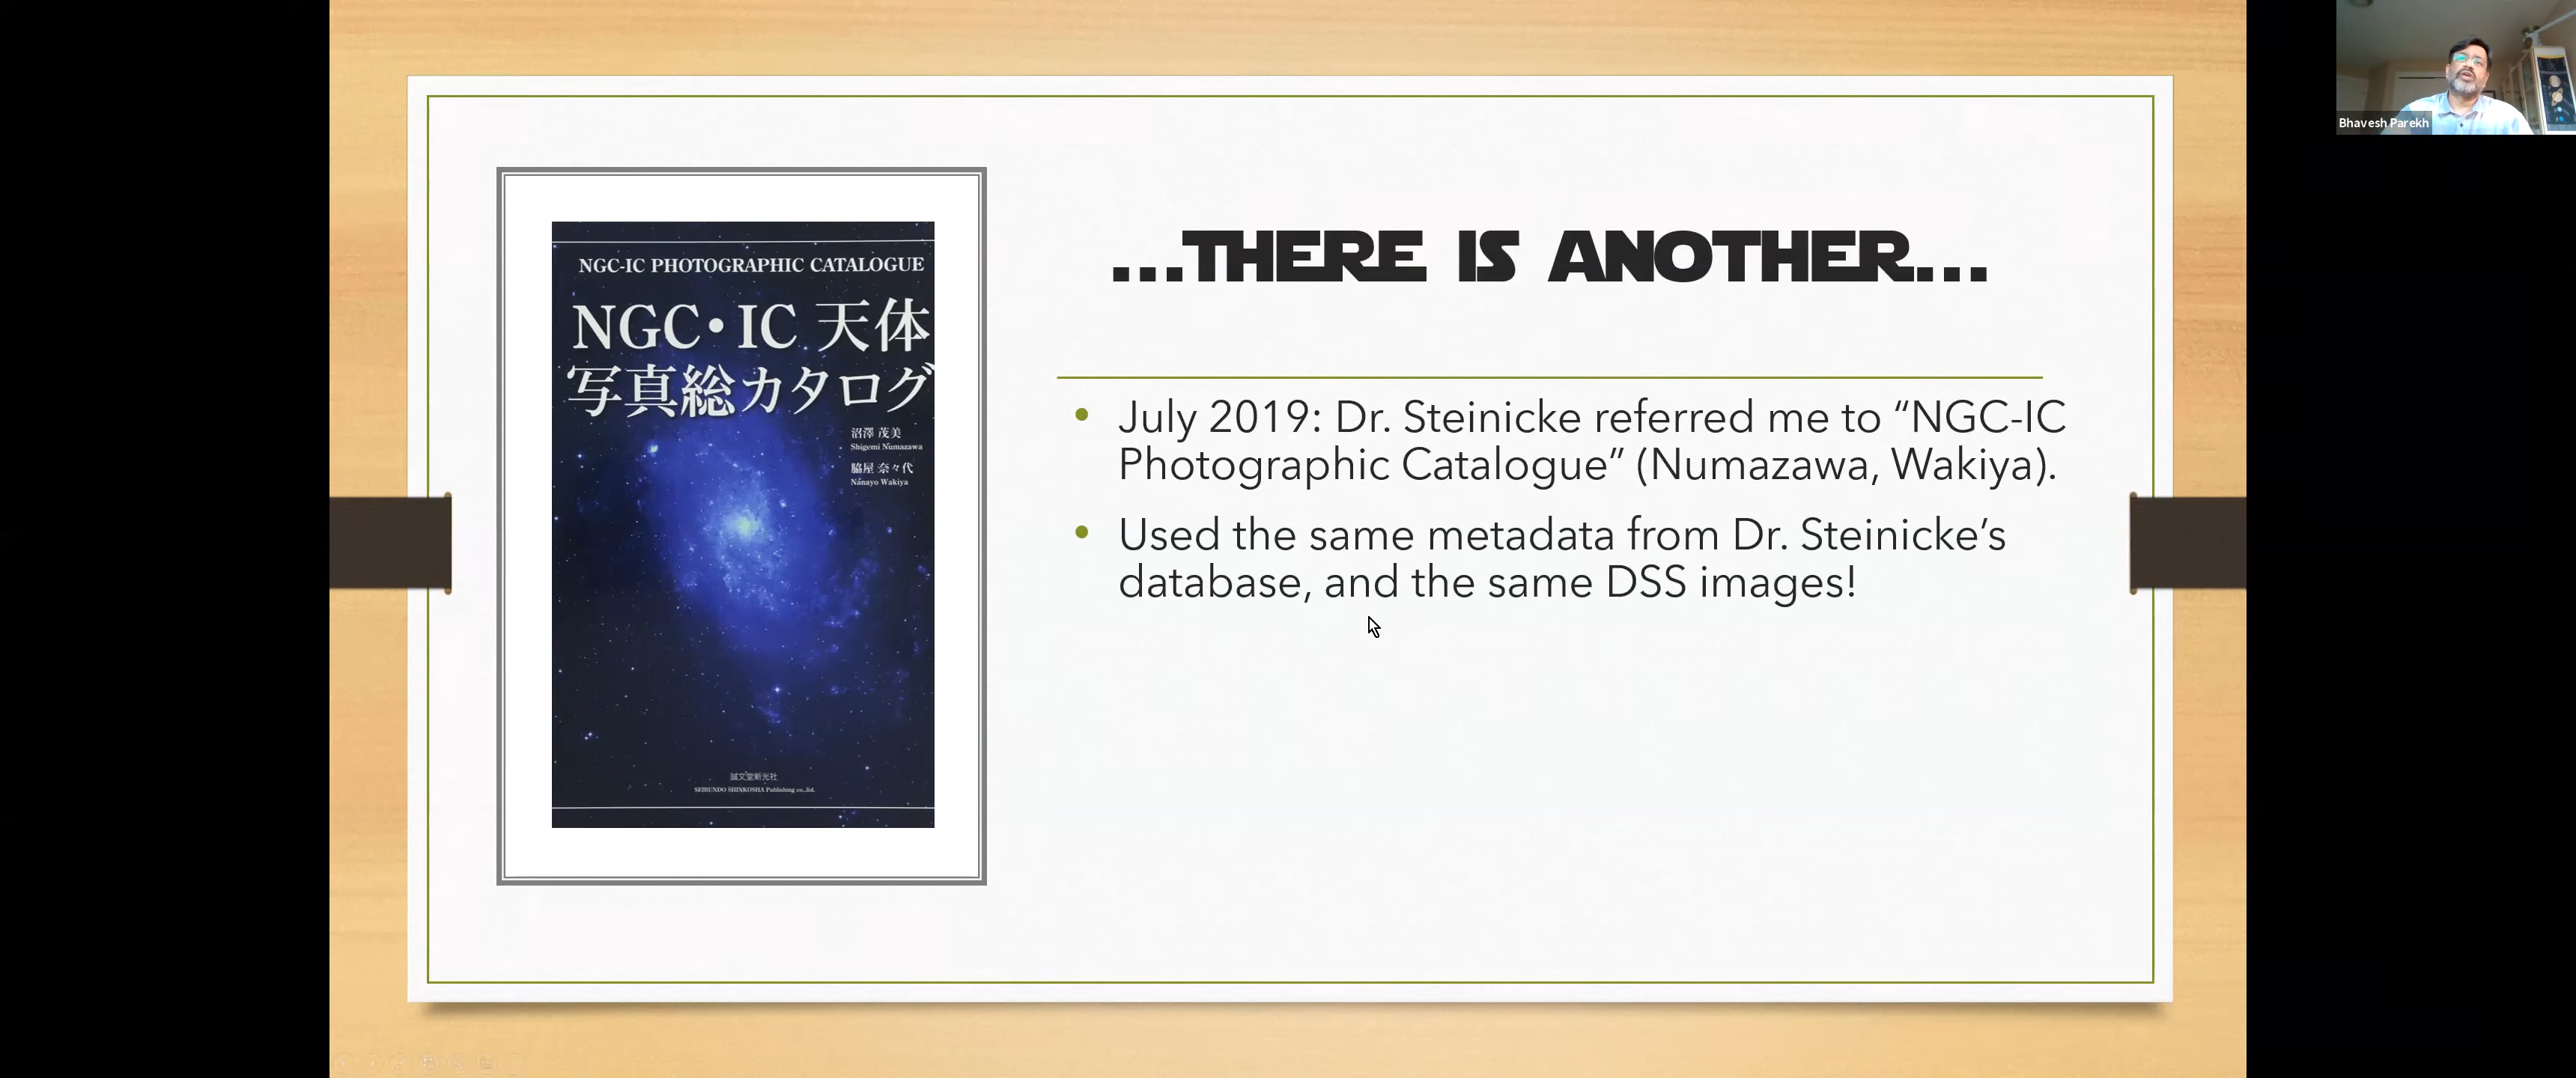 NGC-IC PHOTOGRAPHIC CATALOGUE
NGC・IC 天体
写真総カタログ
沼澤 茂美
Shigemi Numazawa
脇屋 奈々代
Nanayo Wakiya
誠文堂新光社
SEIBUNDO SHINKOSHA Publishing co.,ltd.
...THERE IS ANOTHER...
• July 2019: Dr. Steinicke referred me to “NGC-IC
Photographic Catalogue” (Numazawa, Wakiya).
• Used the same metadata from Dr. Steinicke’s
database, and the same DSS images!
Bhavesh Parekh